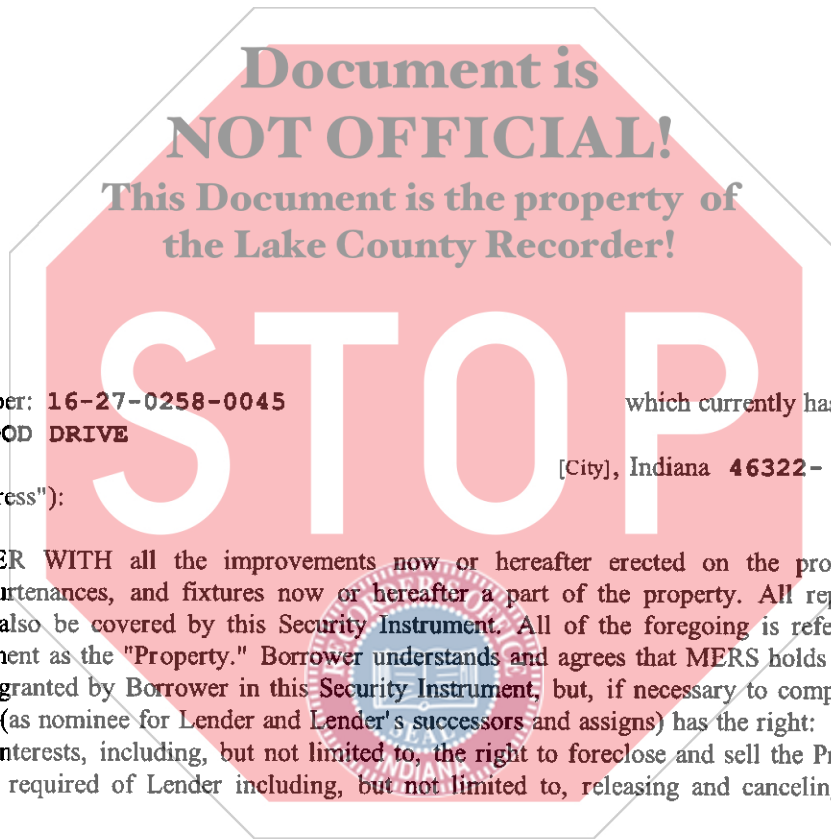 Document is
NOT OFFICIAL!
This Document is the property of
the Lake County Recorder!
STOP
ber: 16-27-0258-0045 which currently has
OD DRIVE
[City], Indiana 46322-
ress"):
ER WITH all the improvements now or hereafter erected on the pro
urtenances, and fixtures now or hereafter a part of the property. All rep
also be covered by this Security Instrument. All of the foregoing is refe
nent as the "Property." Borrower understands and agrees that MERS holds
granted by Borrower in this Security Instrument, but, if necessary to comp
(as nominee for Lender and Lender's successors and assigns) has the right:
nterests, including, but not limited to, the right to foreclose and sell the Pr
required of Lender including, but not limited to, releasing and canceling
RECORDER'S OFFICE
SEAL
INDIANA